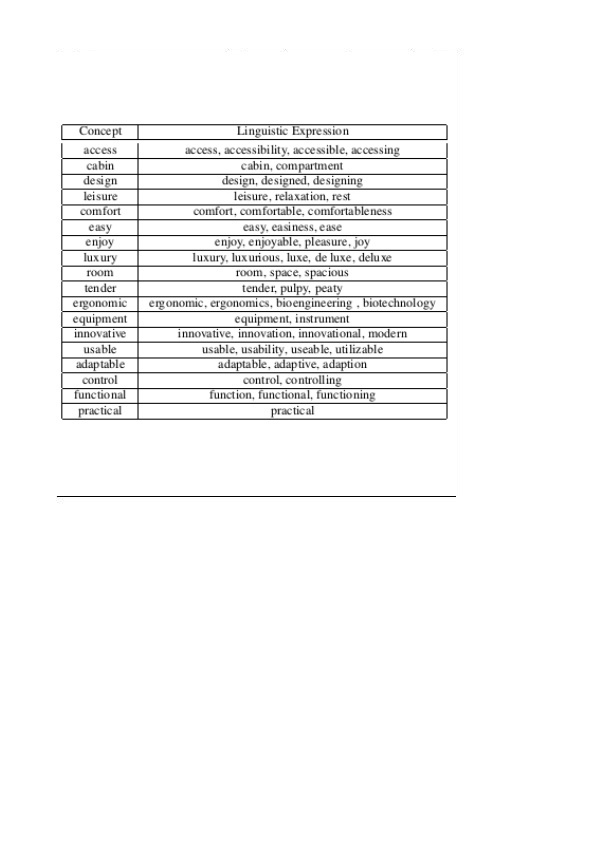 Concept Linguistic Expression
access access, accessibility, accessible, accessing
cabin cabin, compartment
design design, designed, designing
leisure leisure, relaxation, rest
comfort comfort, comfortable, comfortableness
easy easy, easiness, ease
enjoy enjoy, enjoyable, pleasure, joy
luxury luxury, luxurious, luxe, de luxe, deluxe
room room, space, spacious
tender tender, pulpy, peaty
ergonomic ergonomic, ergonomics, bioengineering , biotechnology
equipment equipment, instrument
innovative innovative, innovation, innovational, modern
usable usable, usability, useable, utilizable
adaptable adaptable, adaptive, adaption
control control, controlling
functional function, functional, functioning
practical practical